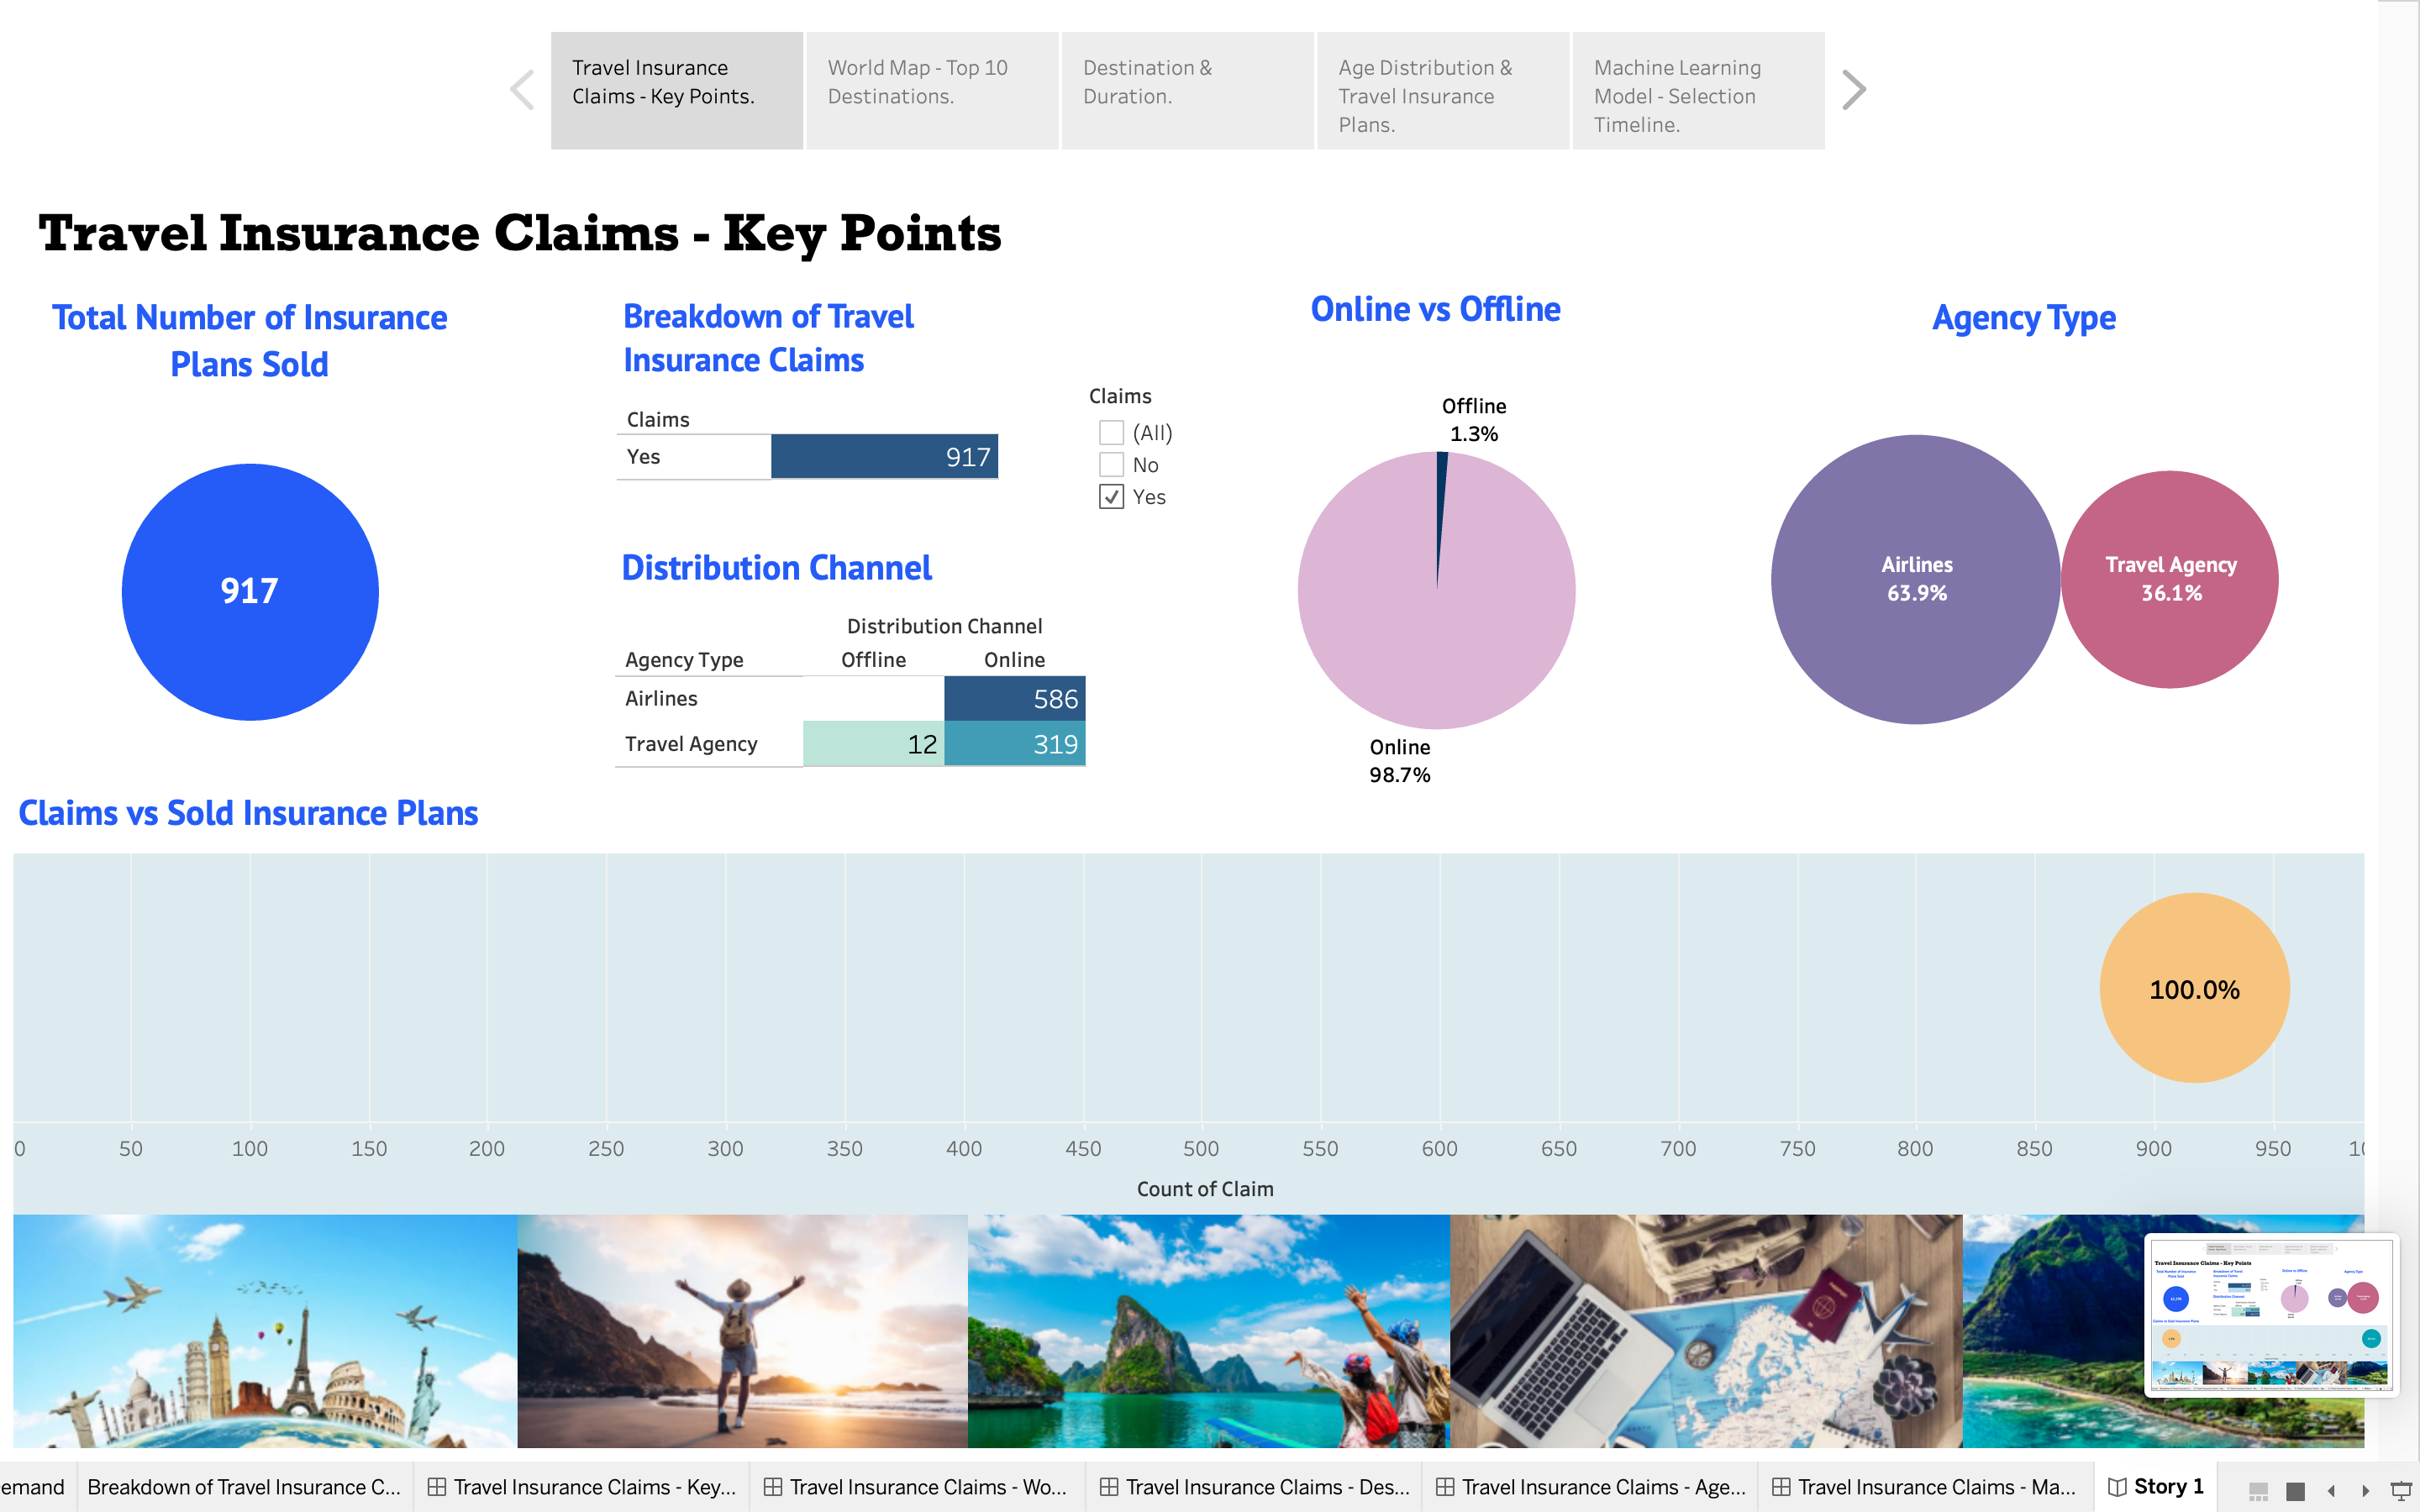 Travel Insurance
Claims - Key Points.
World Map - Top 10
Destinations.
Destination &
Duration.
Age Distribution &
Travel Insurance
Plans.
Machine Learning
Model - Selection
Timeline.
Travel Insurance Claims - Key Points
Total Number of Insurance
Plans Sold
917
Breakdown of Travel
Insurance Claims
Claims
Yes 917
Claims
(All)
No
Yes
Distribution Channel
Distribution Channel
Agency Type Offline Online
Airlines 586
Travel Agency 12 319
Online vs Offline
Offline
1.3%
Online
98.7%
Agency Type
Airlines
63.9%
Travel Agency
36.1%
Claims vs Sold Insurance Plans
100.0%
0 50 100 150 200 250 300 350 400 450 500 550 600 650 700 750 800 850 900 950
Count of Claim
Travel Insurance Claims - Key Points
emand
Breakdown of Travel Insurance C...
Travel Insurance Claims - Key...
Travel Insurance Claims - Wo...
Travel Insurance Claims - Des...
Travel Insurance Claims - Age...
Travel Insurance Claims - Ma...
Story 1